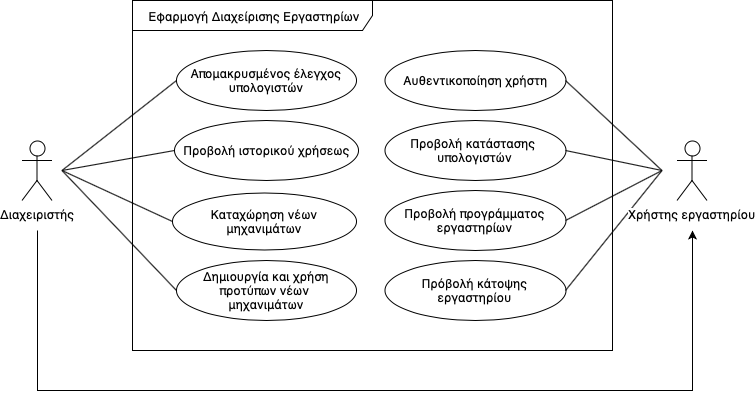 Εφαρμογή Διαχείρισης Εργαστηρίων
Απομακρυσμένος έλεγχος
υπολογιστών
Αυθεντικοποίηση χρήστη
Προβολή ιστορικού χρήσεως
Προβολή κατάστασης
υπολογιστών
Διαχειριστής
Χρήστης εργαστηρίου
Καταχώρηση νέων
μηχανιμάτων
Προβολή προγράμματος
εργαστηρίων
Δημιουργία και χρήση
προτύπων νέων
μηχανιμάτων
Πρόβολή κάτοψης
εργαστηρίου